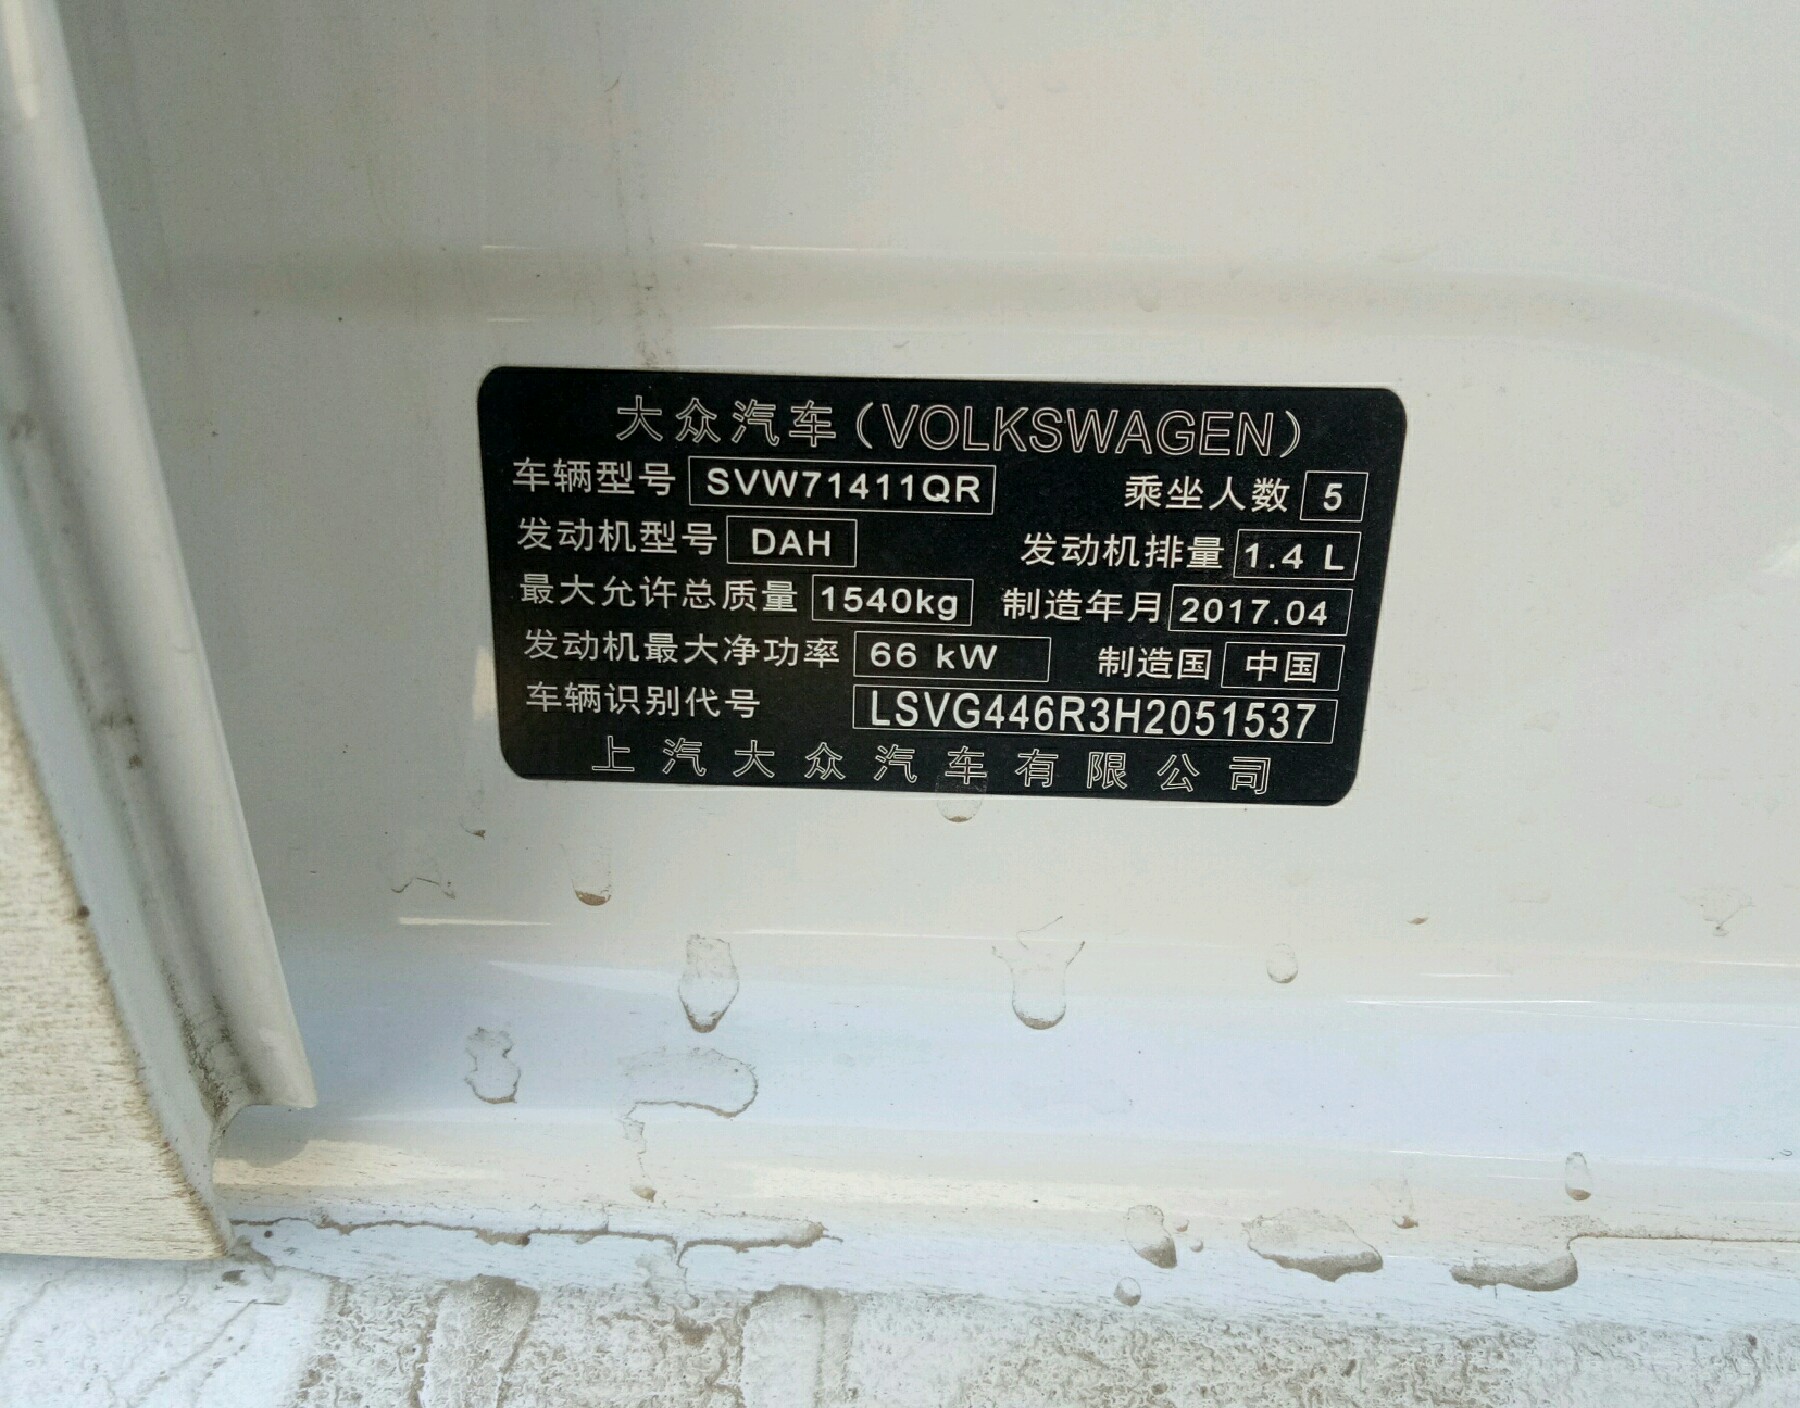 大众汽车(VOLKSWAGEN)
车辆型号 SVW71411QR 乘坐人数 5
发动机型号 DAH 发动机排量 1.4 L
最大允许总质量 1540kg 制造年月 2017.04
发动机最大净功率 66 kW 制造国 中国
车辆识别代号 LSVG446R3H2051537
上汽大众汽车有限公司